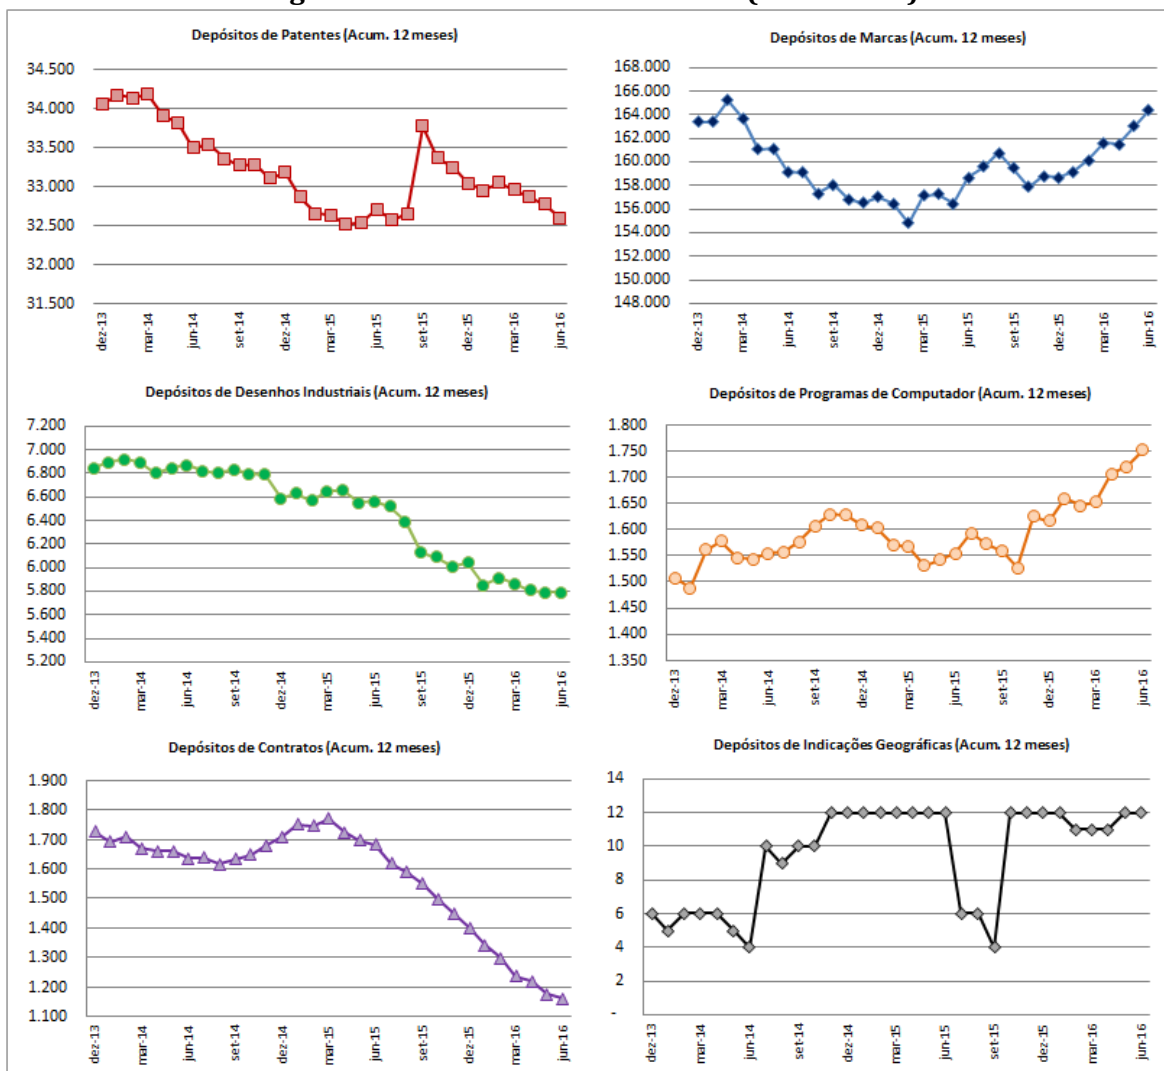 Depósitos de Patentes (Acum. 12 meses)
34.500
34.000
33.500
33.000
32.500
32.000
31.500
dez-13
mar-14
jun-14
set-14
dez-14
mar-15
jun-15
set-15
dez-15
mar-16
jun-16
Depósitos de Marcas (Acum. 12 meses)
168.000
166.000
164.000
162.000
160.000
158.000
156.000
154.000
152.000
150.000
148.000
dez-13
mar-14
jun-14
set-14
dez-14
mar-15
jun-15
set-15
dez-15
mar-16
jun-16
Depósitos de Desenhos Industriais (Acum. 12 meses)
7.200
7.000
6.800
6.600
6.400
6.200
6.000
5.800
5.600
5.400
5.200
dez-13
mar-14
jun-14
set-14
dez-14
mar-15
jun-15
set-15
dez-15
mar-16
jun-16
Depósitos de Programas de Computador (Acum. 12 meses)
1.800
1.750
1.700
1.650
1.600
1.550
1.500
1.450
1.400
1.350
dez-13
mar-14
jun-14
set-14
dez-14
mar-15
jun-15
set-15
dez-15
mar-16
jun-16
Depósitos de Contratos (Acum. 12 meses)
1.900
1.800
1.700
1.600
1.500
1.400
1.300
1.200
1.100
dez-13
mar-14
jun-14
set-14
dez-14
mar-15
jun-15
set-15
dez-15
mar-16
jun-16
Depósitos de Indicações Geográficas (Acum. 12 meses)
14
12
10
8
6
4
2
-
dez-13
mar-14
jun-14
set-14
dez-14
mar-15
jun-15
set-15
dez-15
mar-16
jun-16